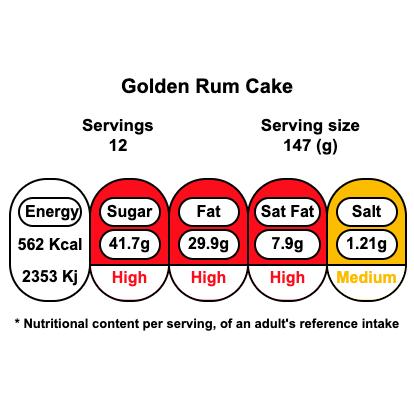 Golden Rum Cake
Servings Serving size
12 147 (g)
Energy Sugar Fat Sat Fat Salt
562 Kcal 41.7g 29.9g 7.9g 1.21g
2353 Kj High High High Medium
* Nutritional content per serving, of an adult's reference intake